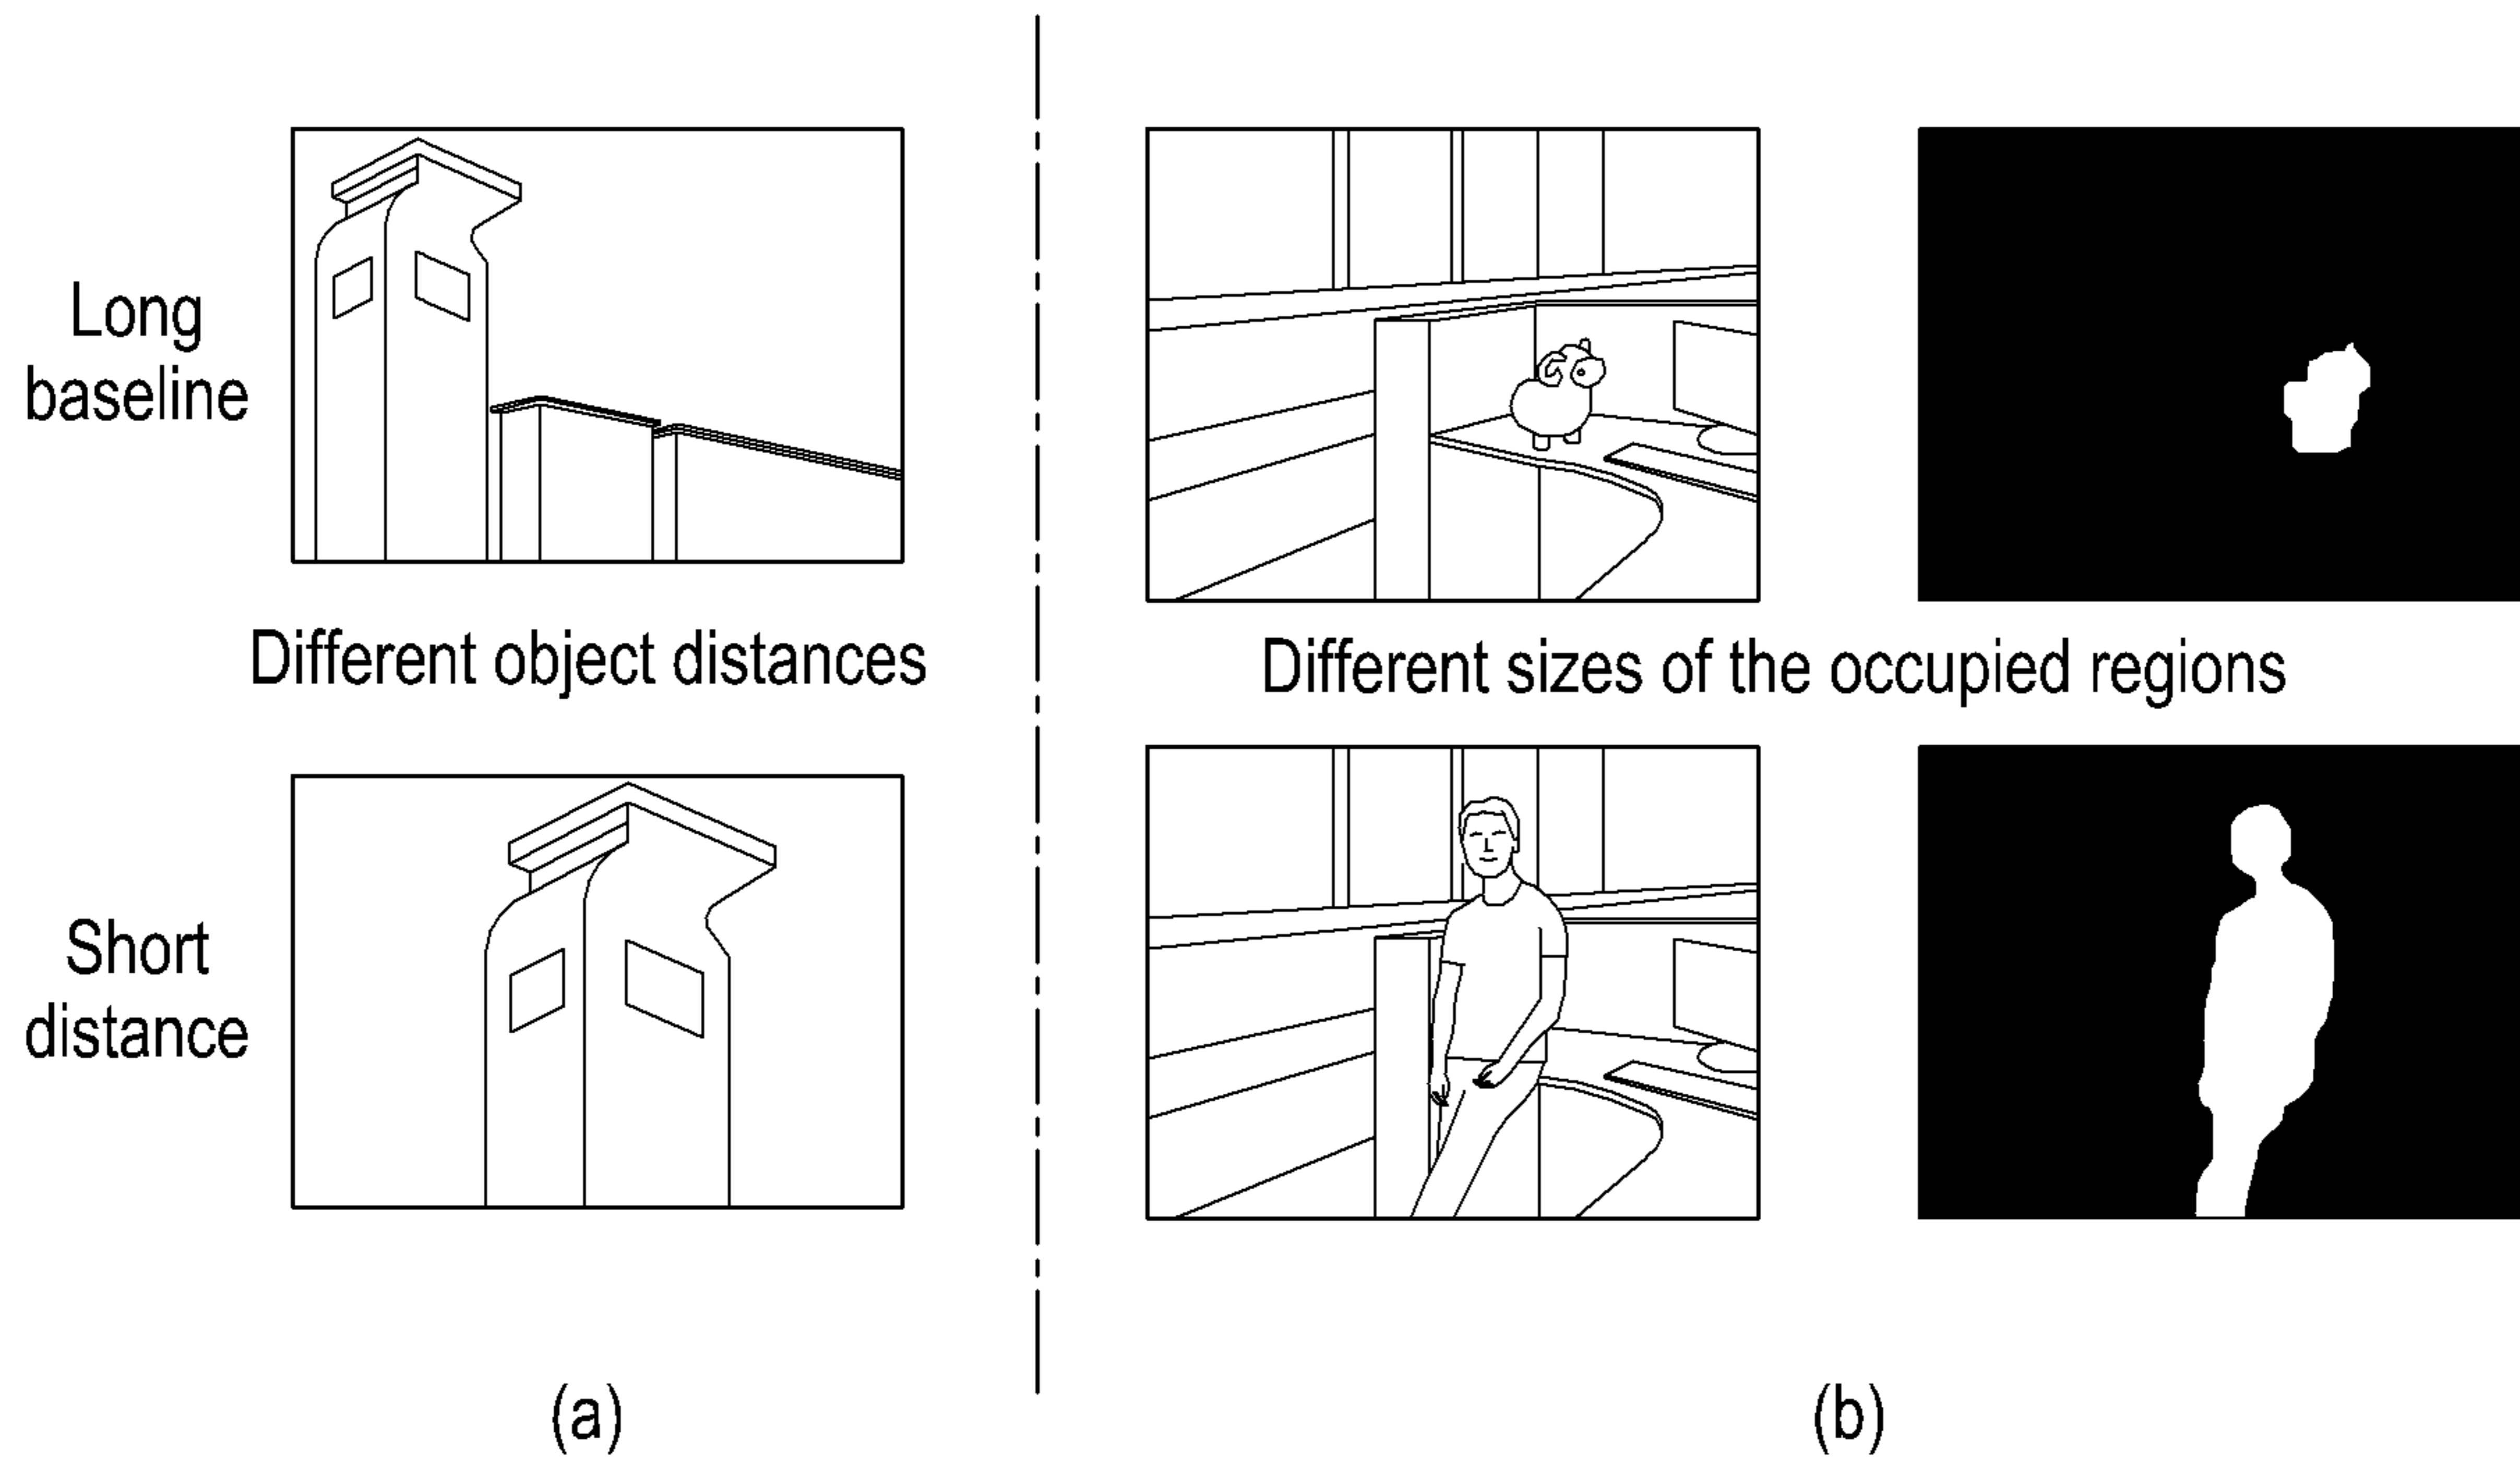 Long
baseline
Different object distances
Different sizes of the occupied regions
Short
distance
(a)
(b)